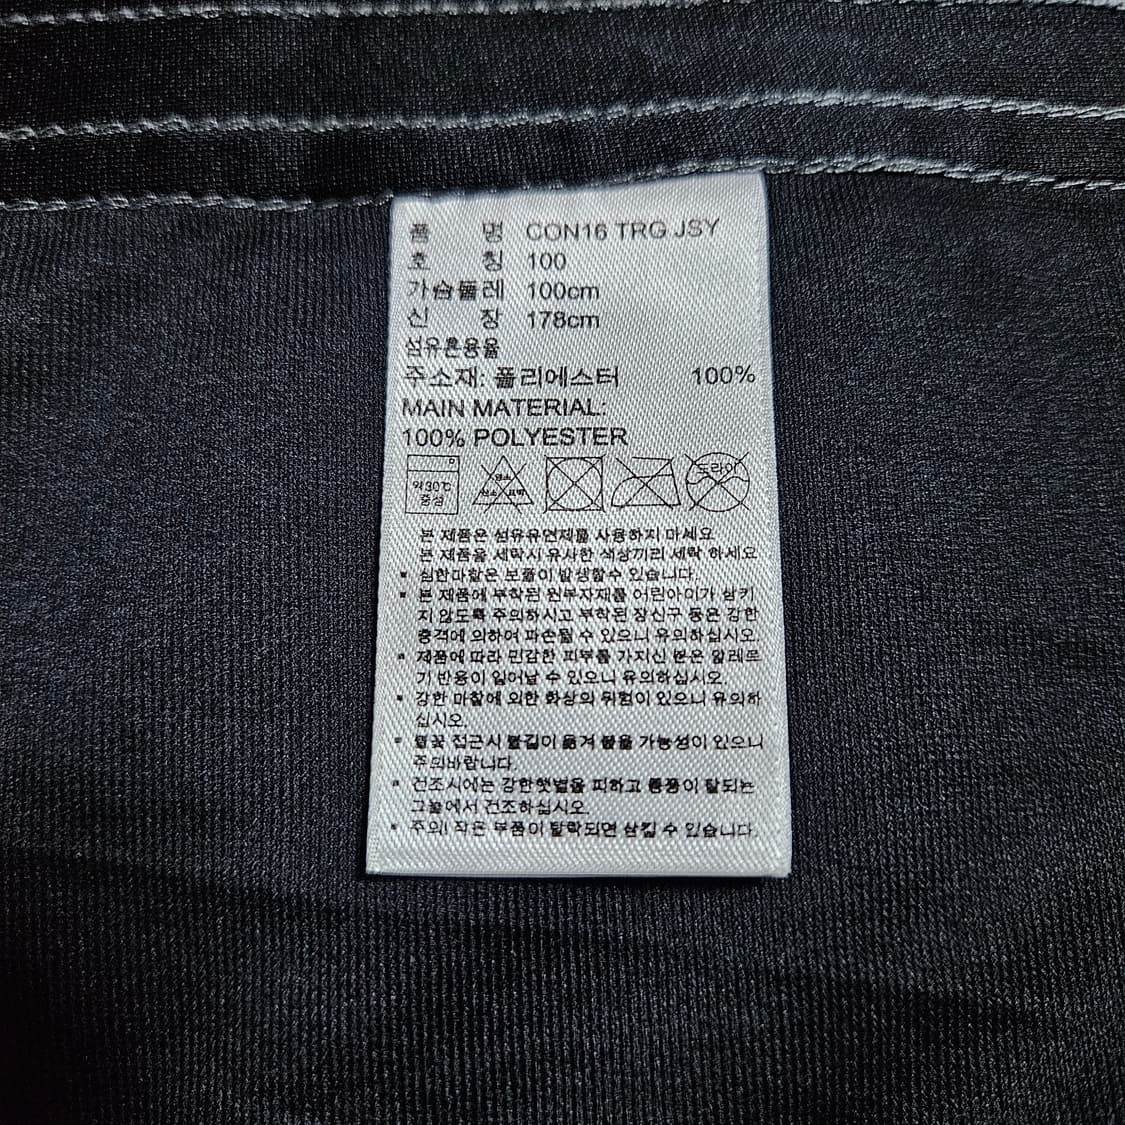 품 명 CON16 TRG JSY
호 칭 100
가슴둘레 100cm
신 장 178cm
섬유혼용율
주소재: 폴리에스터 100%
MAIN MATERIAL:
100% POLYESTER
약30℃ 중성 염소 산소 표백 도라이
본 제품은 섬유유연제를 사용하지 마세요
본 제품을 세탁시 유사한 색상끼리 세탁 하세요
▪ 심한마찰은 보풀이 발생할수 있습니다.
▪ 본 제품에 부착된 원부자재를 어린아이가 삼키
지 않도록 주의하시고 부착된 장신구 등은 강한
충격에 의하여 파손될 수 있으니 유의하십시오.
▪ 제품에 따라 민감한 피부를 가지신 분은 알레르
기 반응이 일어날 수 있으니 유의하십시오.
▪ 강한 마찰에 의한 화상의 위험이 있으니 유의하
십시오.
▪ 불꽃 접근시 불길이 옮겨 붙을 가능성이 있으니
주의바랍니다.
▪ 건조시에는 강한햇볕을 피하고 통풍이 잘되는
그늘에서 건조하십시오.
▪ 주의! 작은 부품이 탈락되면 삼킬 수 있습니다.